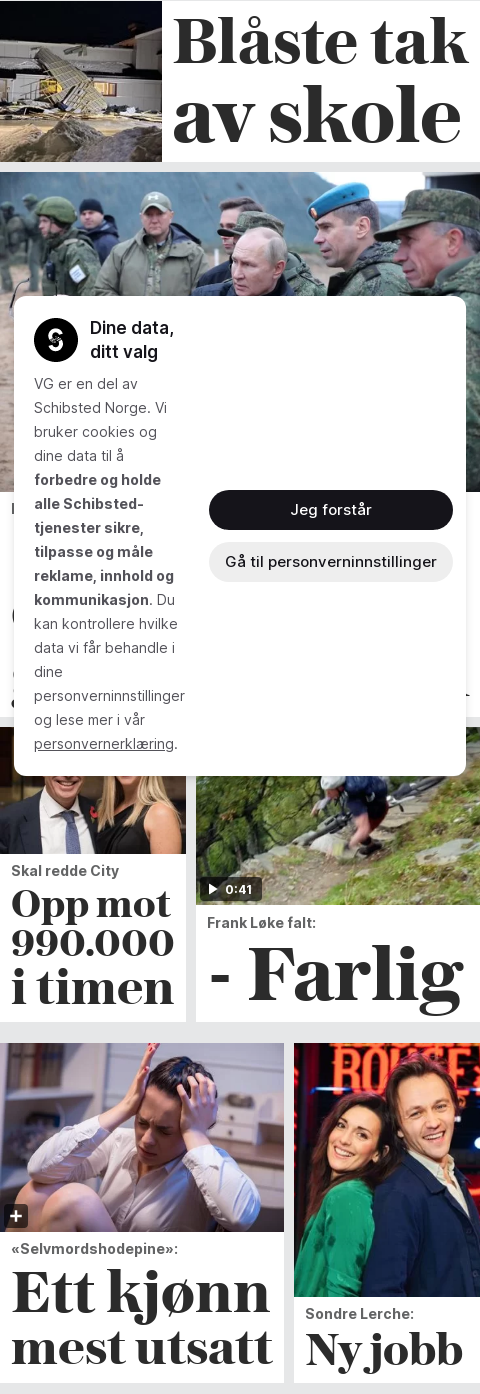 Blåste tak
av skole
Dine data,
ditt valg
VG er en del av
Schibsted Norge. Vi
bruker cookies og
dine data til å
forbedre og holde
alle Schibsted-
tjenester sikre,
tilpasse og måle
reklame, innhold og
kommunikasjon. Du
kan kontrollere hvilke
data vi får behandle i
dine
personverninnstillinger
og lese mer i vår
personvernerklæring.
Jeg forstår
Gå til personverninnstillinger
Skal redde City
Opp mot
990.000
i timen
0:41
Frank Løke falt:
- Farlig
«Selvmordshodepine»:
Ett kjønn
mest utsatt
Sondre Lerche:
Ny jobb